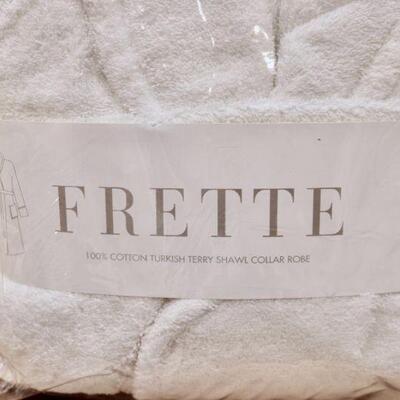 FRETTE
100% COTTON TURKISH TERRY SHAWL COLLAR ROBE